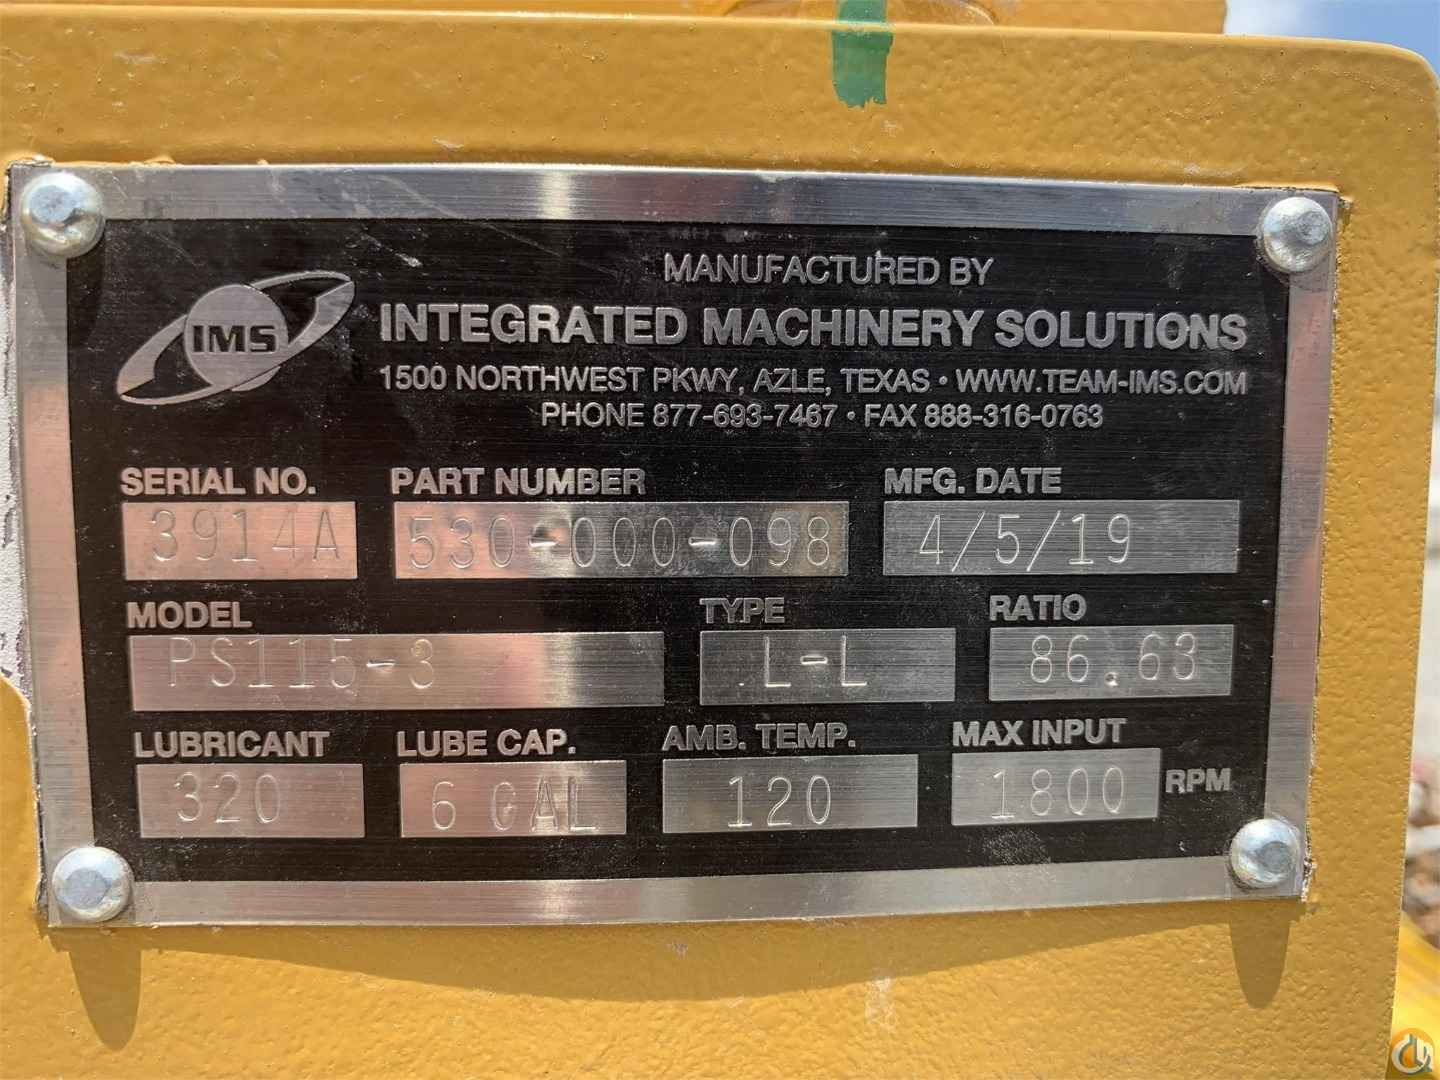 IMS
MANUFACTURED BY
INTEGRATED MACHINERY SOLUTIONS
1500 NORTHWEST PKWY, AZLE, TEXAS • WWW.TEAM-IMS.COM
PHONE 877-693-7467 • FAX 888-316-0763
SERIAL NO. PART NUMBER MFG. DATE
3914A 530-000-098 4/5/19
MODEL TYPE RATIO
PS115-3 L-L 86.63
LUBRICANT LUBE CAP. AMB. TEMP. MAX INPUT
320 6 GAL 120 1800 RPM